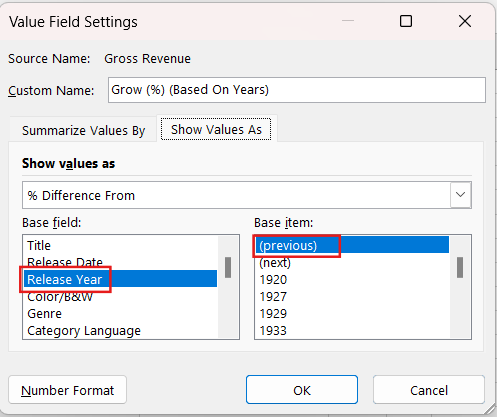 Value Field Settings
Source Name: Gross Revenue
Custom Name: Grow (%) (Based On Years)
Summarize Values By
Show Values As
Show values as
% Difference From
Base field:
Title
Release Date
Release Year
Color/B&W
Genre
Category Language
Base item:
(previous)
(next)
1920
1927
1929
1933
Number Format
OK
Cancel